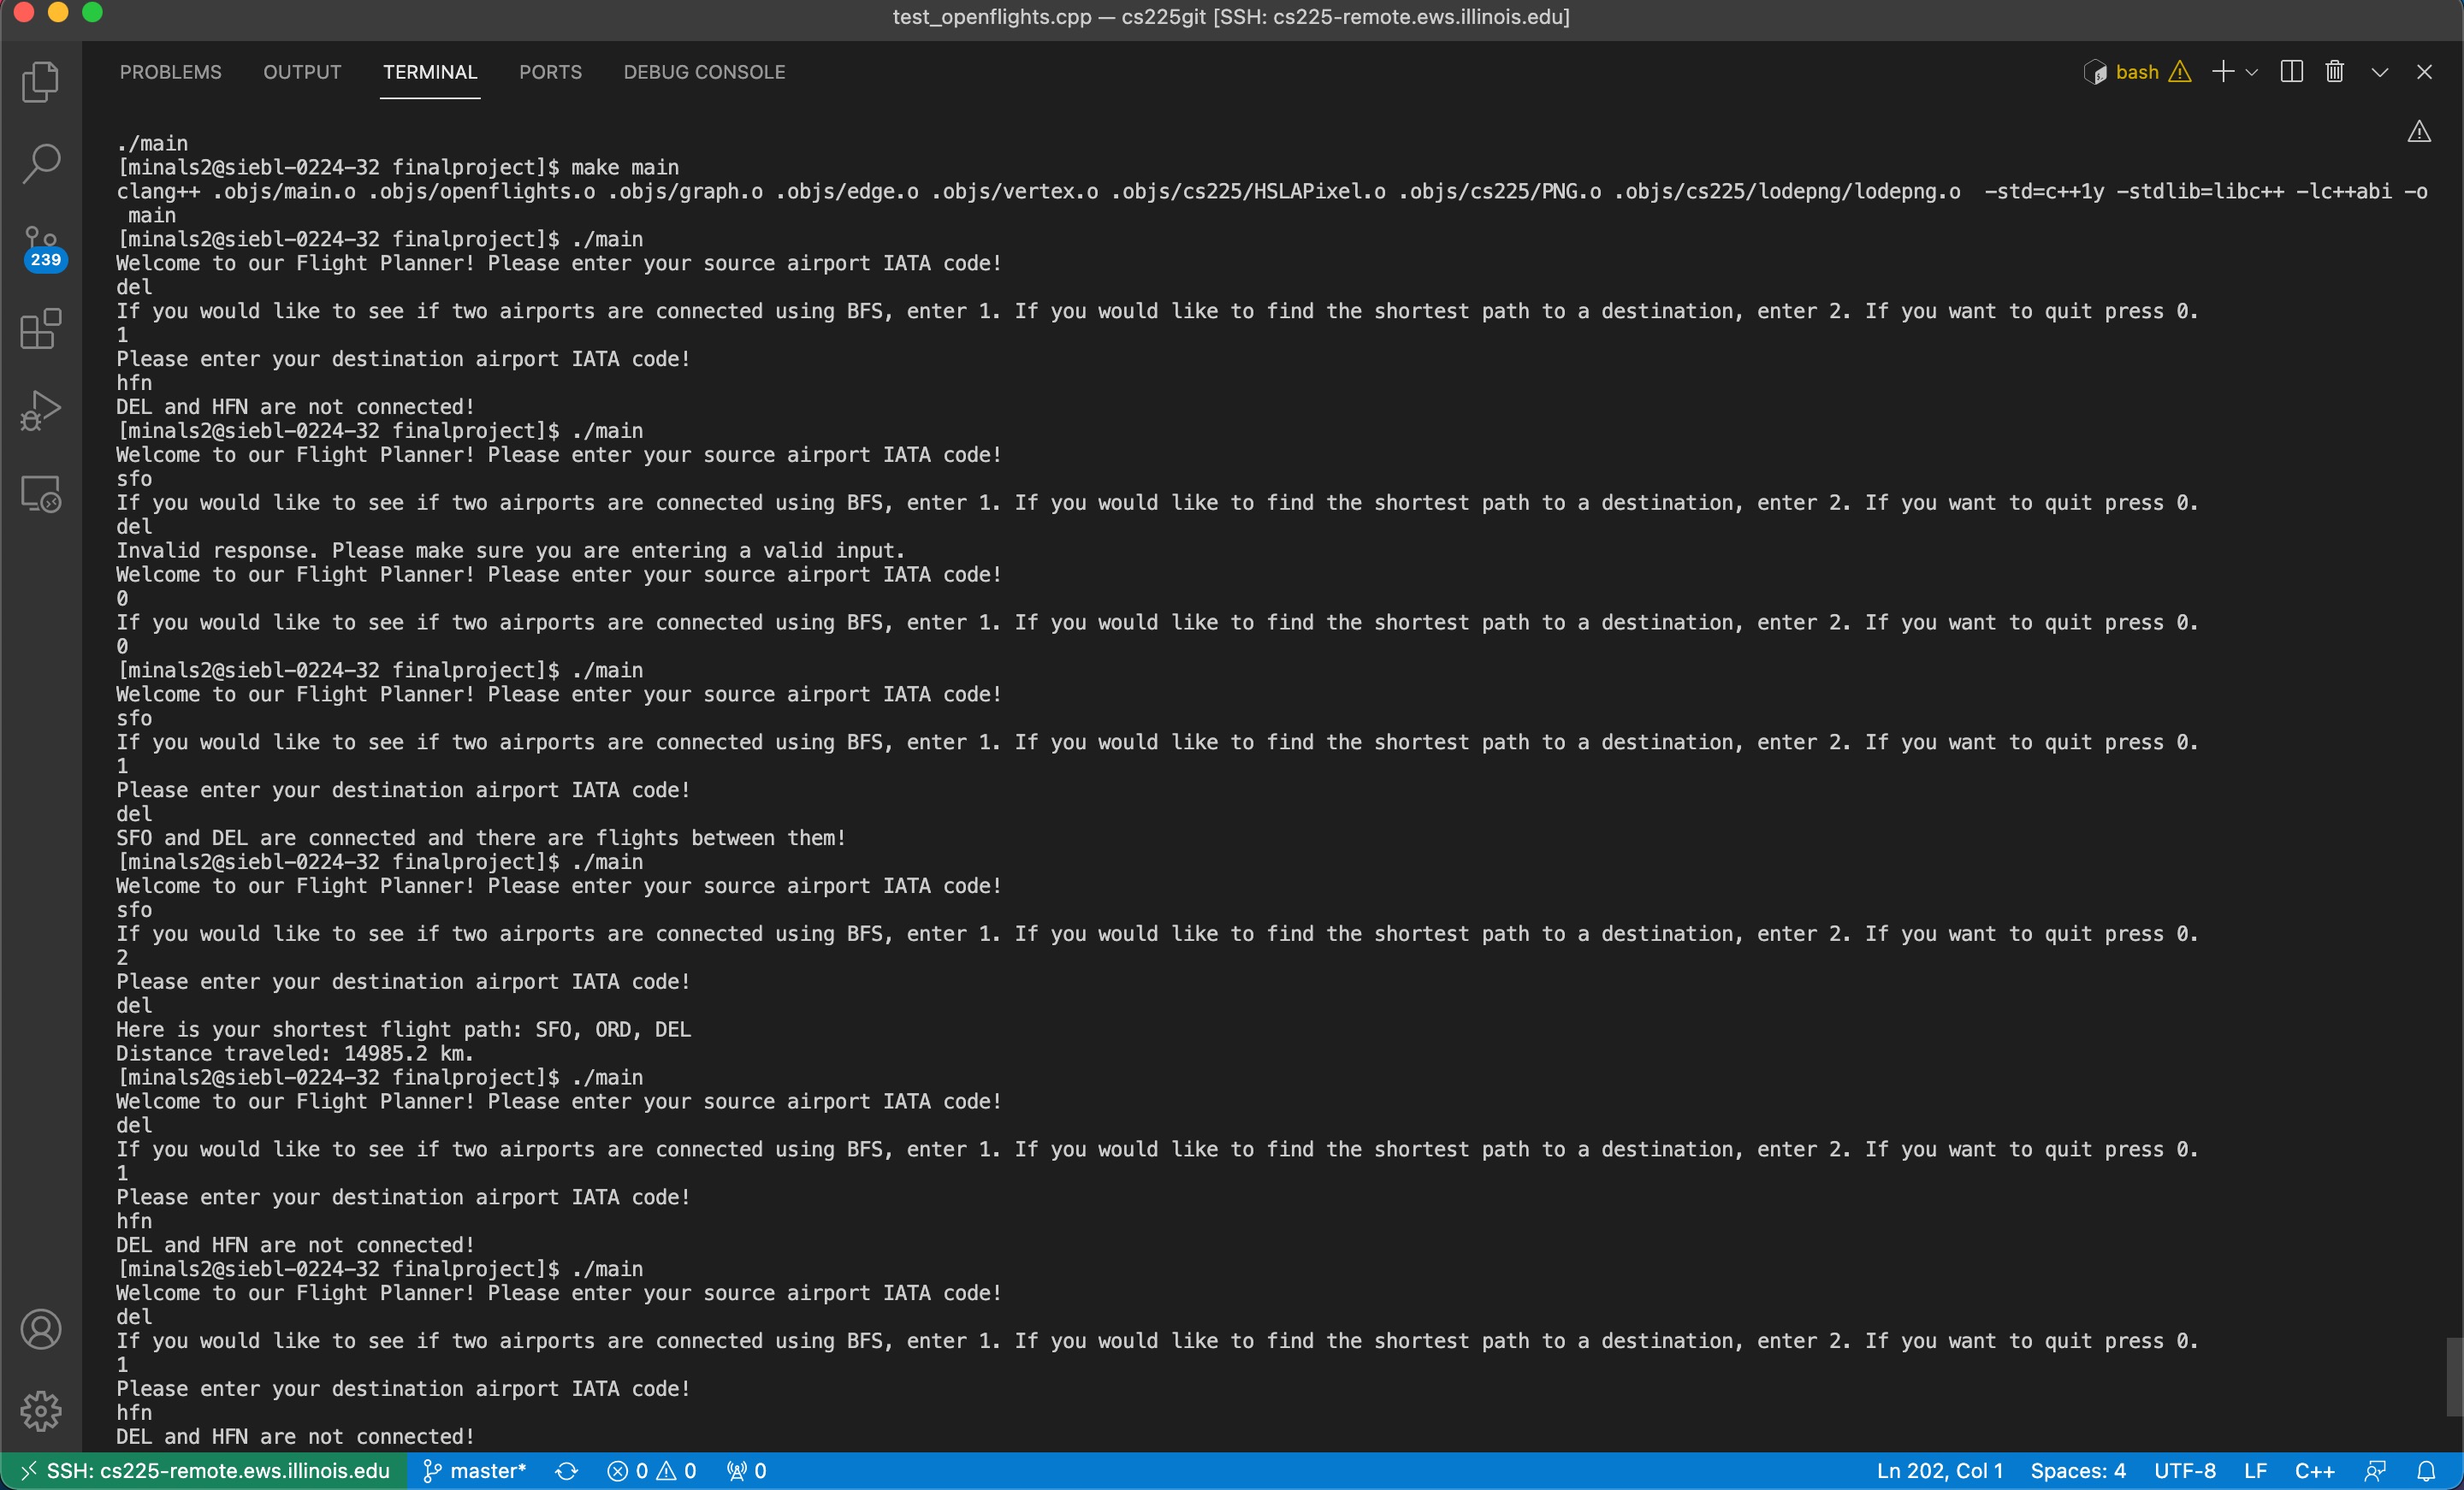 test_openflights.cpp — cs225git [SSH: cs225-remote.ews.illinois.edu]
PROBLEMS OUTPUT TERMINAL PORTS DEBUG CONSOLE bash
./main
[minals2@siebl-0224-32 finalproject]$ make main
clang++ .objs/main.o .objs/openflights.o .objs/graph.o .objs/edge.o .objs/vertex.o .objs/cs225/HSLAPixel.o .objs/cs225/PNG.o .objs/cs225/lodepng/lodepng.o  -std=c++1y -stdlib=libc++ -lc++abi -o
 main
[minals2@siebl-0224-32 finalproject]$ ./main
Welcome to our Flight Planner! Please enter your source airport IATA code!
del
If you would like to see if two airports are connected using BFS, enter 1. If you would like to find the shortest path to a destination, enter 2. If you want to quit press 0.
1
Please enter your destination airport IATA code!
hfn
DEL and HFN are not connected!
[minals2@siebl-0224-32 finalproject]$ ./main
Welcome to our Flight Planner! Please enter your source airport IATA code!
sfo
If you would like to see if two airports are connected using BFS, enter 1. If you would like to find the shortest path to a destination, enter 2. If you want to quit press 0.
del
Invalid response. Please make sure you are entering a valid input.
Welcome to our Flight Planner! Please enter your source airport IATA code!
0
If you would like to see if two airports are connected using BFS, enter 1. If you would like to find the shortest path to a destination, enter 2. If you want to quit press 0.
0
[minals2@siebl-0224-32 finalproject]$ ./main
Welcome to our Flight Planner! Please enter your source airport IATA code!
sfo
If you would like to see if two airports are connected using BFS, enter 1. If you would like to find the shortest path to a destination, enter 2. If you want to quit press 0.
1
Please enter your destination airport IATA code!
del
SFO and DEL are connected and there are flights between them!
[minals2@siebl-0224-32 finalproject]$ ./main
Welcome to our Flight Planner! Please enter your source airport IATA code!
sfo
If you would like to see if two airports are connected using BFS, enter 1. If you would like to find the shortest path to a destination, enter 2. If you want to quit press 0.
2
Please enter your destination airport IATA code!
del
Here is your shortest flight path: SFO, ORD, DEL
Distance traveled: 14985.2 km.
[minals2@siebl-0224-32 finalproject]$ ./main
Welcome to our Flight Planner! Please enter your source airport IATA code!
del
If you would like to see if two airports are connected using BFS, enter 1. If you would like to find the shortest path to a destination, enter 2. If you want to quit press 0.
1
Please enter your destination airport IATA code!
hfn
DEL and HFN are not connected!
[minals2@siebl-0224-32 finalproject]$ ./main
Welcome to our Flight Planner! Please enter your source airport IATA code!
del
If you would like to see if two airports are connected using BFS, enter 1. If you would like to find the shortest path to a destination, enter 2. If you want to quit press 0.
1
Please enter your destination airport IATA code!
hfn
DEL and HFN are not connected!
239
SSH: cs225-remote.ews.illinois.edu master* 0 0 0 Ln 202, Col 1 Spaces: 4 UTF-8 LF C++